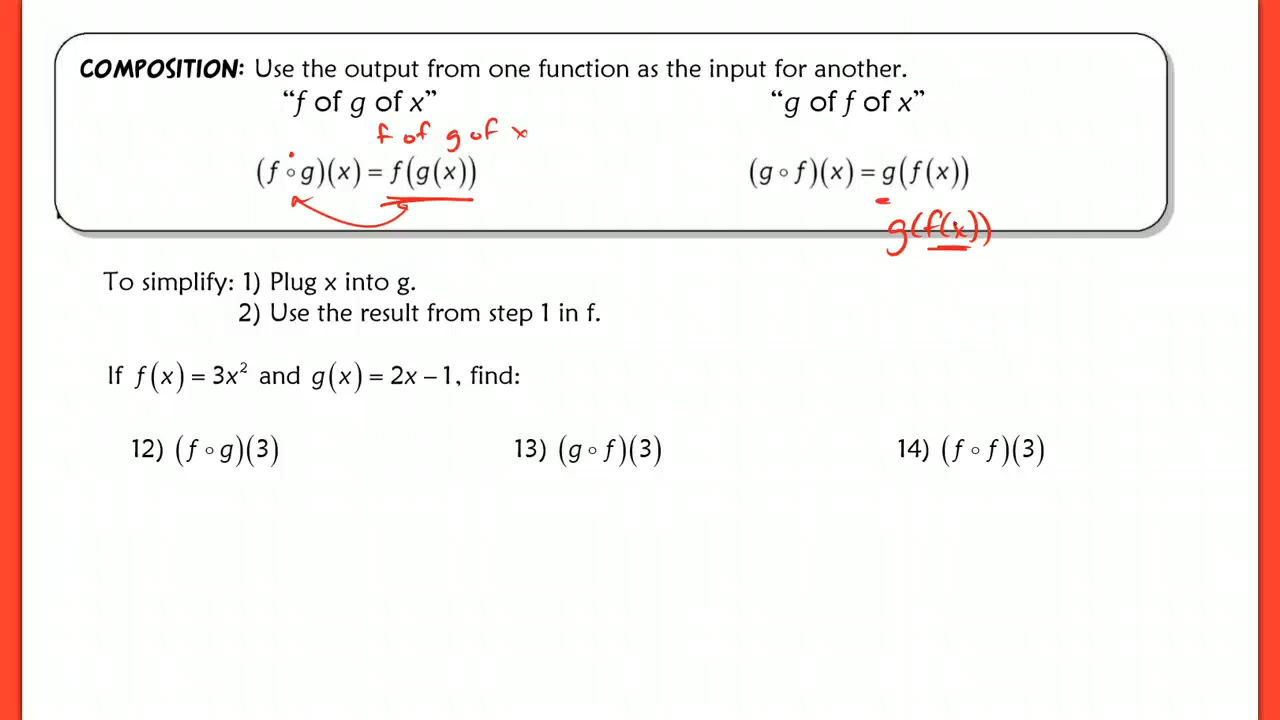 COMPOSITION: Use the output from one function as the input for another.
"f of g of x" "g of f of x"
f of g of x
(f ∘ g)(x) = f(g(x)) (g ∘ f)(x) = g(f(x))
g(f(x))
To simplify: 1) Plug x into g.
2) Use the result from step 1 in f.
If f(x) = 3x² and g(x) = 2x – 1, find:
12) (f ∘ g)(3) 13) (g ∘ f)(3) 14) (f ∘ f)(3)